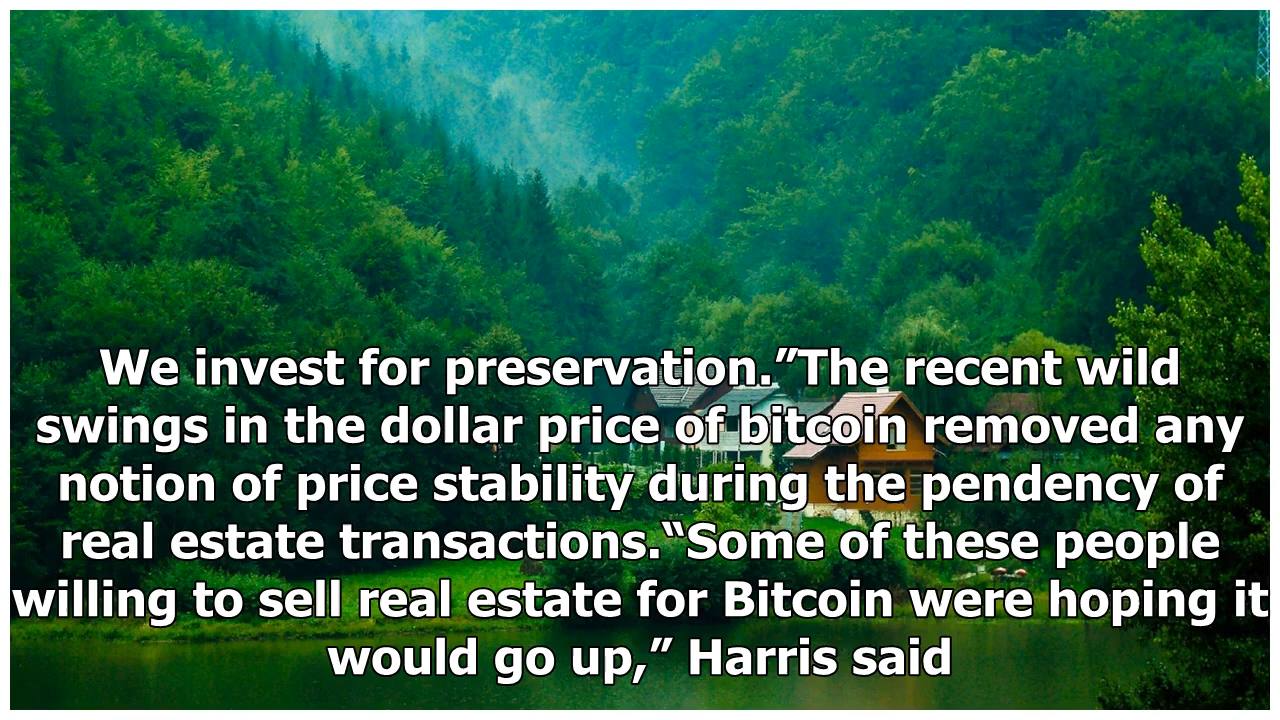 We invest for preservation.”The recent wild
swings in the dollar price of bitcoin removed any
notion of price stability during the pendency of
real estate transactions.“Some of these people
willing to sell real estate for Bitcoin were hoping it
would go up,” Harris said